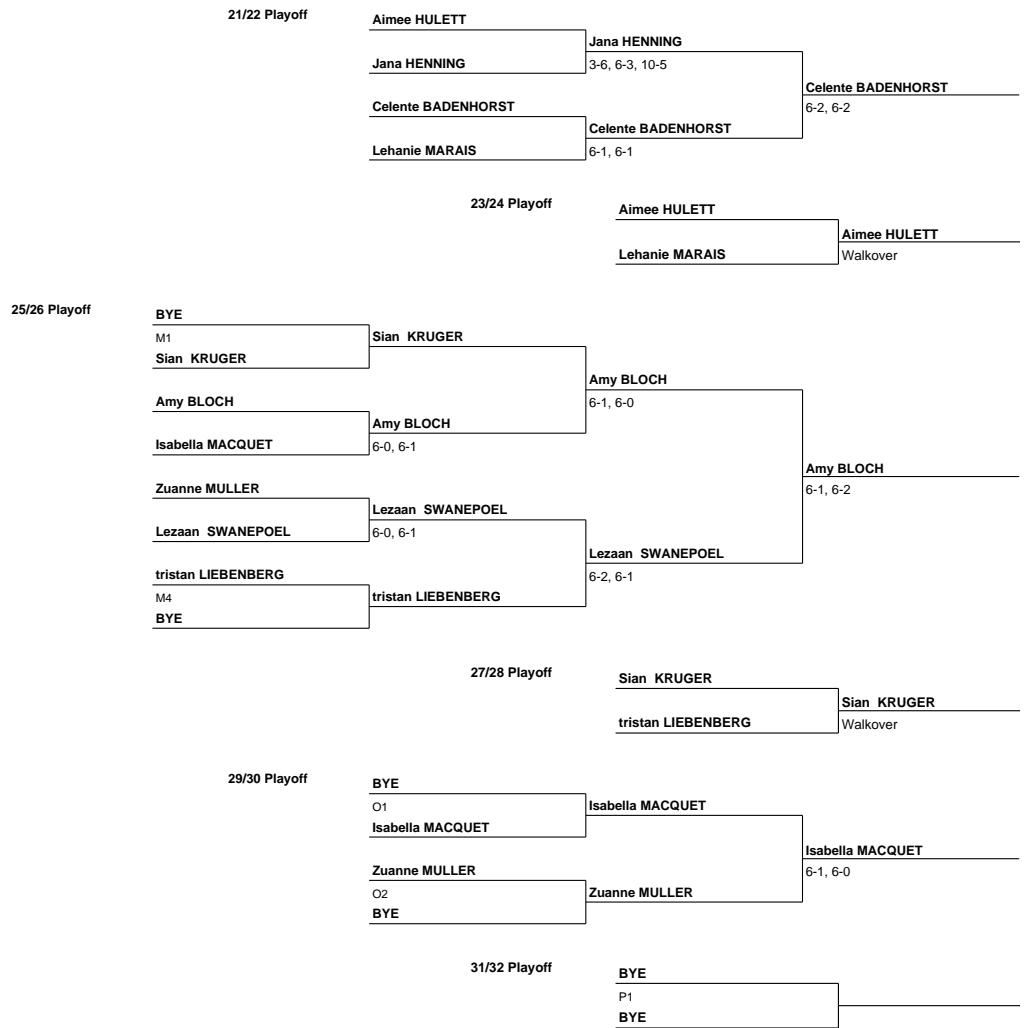 21/22 Playoff
Aimee HULETT
Jana HENNING
Jana HENNING
3-6, 6-3, 10-5
Celente BADENHORST
6-2, 6-2
Celente BADENHORST
Celente BADENHORST
Lehanie MARAIS
6-1, 6-1
23/24 Playoff
Aimee HULETT
Aimee HULETT
Lehanie MARAIS
Walkover
25/26 Playoff
BYE
M1
Sian KRUGER
Sian KRUGER
Amy BLOCH
6-1, 6-0
Amy BLOCH
Amy BLOCH
Isabella MACQUET
6-0, 6-1
Amy BLOCH
6-1, 6-2
Zuanne MULLER
Lezaan SWANEPOEL
Lezaan SWANEPOEL
6-0, 6-1
Lezaan SWANEPOEL
6-2, 6-1
tristan LIEBENBERG
M4
tristan LIEBENBERG
BYE
27/28 Playoff
Sian KRUGER
Sian KRUGER
tristan LIEBENBERG
Walkover
29/30 Playoff
BYE
O1
Isabella MACQUET
Isabella MACQUET
Isabella MACQUET
6-1, 6-0
Zuanne MULLER
O2
Zuanne MULLER
BYE
31/32 Playoff
BYE
P1
BYE